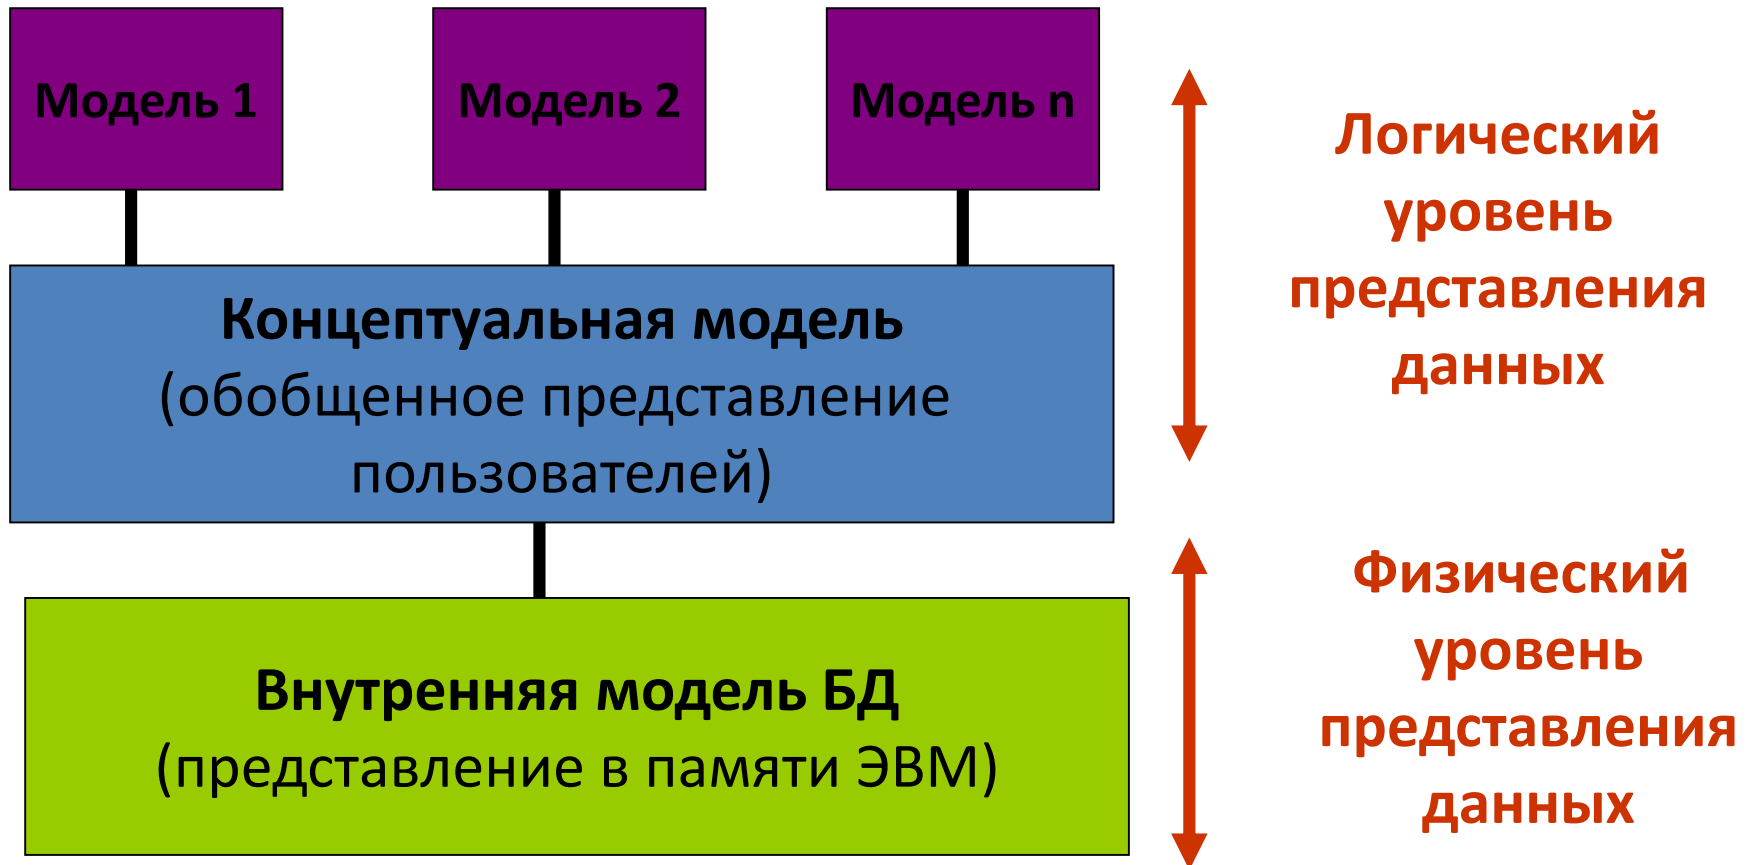 Модель 1
Модель 2
Модель n
Концептуальная модель
(обобщенное представление
пользователей)
Внутренняя модель БД
(представление в памяти ЭВМ)
Логический
уровень
представления
данных
Физический
уровень
представления
данных